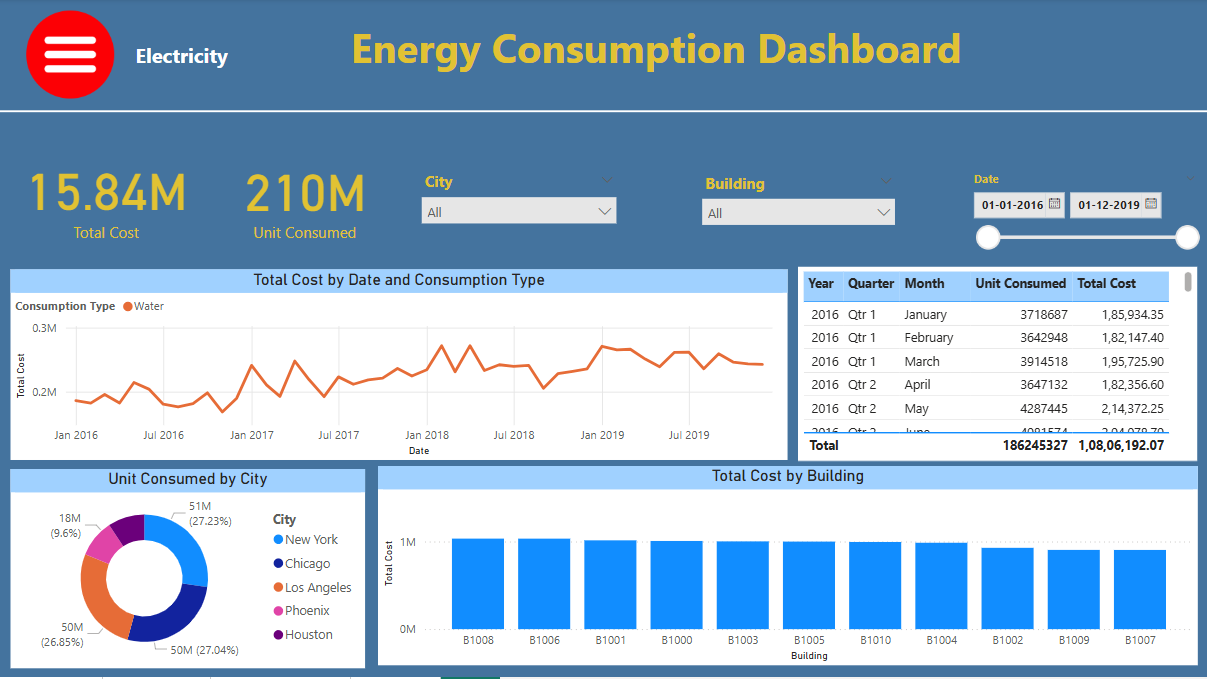 Electricity
Energy Consumption Dashboard
15.84M
Total Cost
210M
Unit Consumed
City
All
Building
All
Date
01-01-2016
01-12-2019
Total Cost by Date and Consumption Type
Consumption Type Water
Total Cost
0.3M
0.2M
Jan 2016 Jul 2016 Jan 2017 Jul 2017 Jan 2018 Jul 2018 Jan 2019 Jul 2019
Date
Year Quarter Month Unit Consumed Total Cost
2016 Qtr 1 January 3718687 1,85,934.35
2016 Qtr 1 February 3642948 1,82,147.40
2016 Qtr 1 March 3914518 1,95,725.90
2016 Qtr 2 April 3647132 1,82,356.60
2016 Qtr 2 May 4287445 2,14,372.25
2016 Qtr 2 June
Total 186245327 1,08,06,192.07
Unit Consumed by City
51M
(27.23%)
18M
(9.6%)
50M
(26.85%)
50M (27.04%)
City
New York
Chicago
Los Angeles
Phoenix
Houston
Total Cost by Building
Total Cost
1M
0M
B1008 B1006 B1001 B1000 B1003 B1005 B1010 B1004 B1002 B1009 B1007
Building